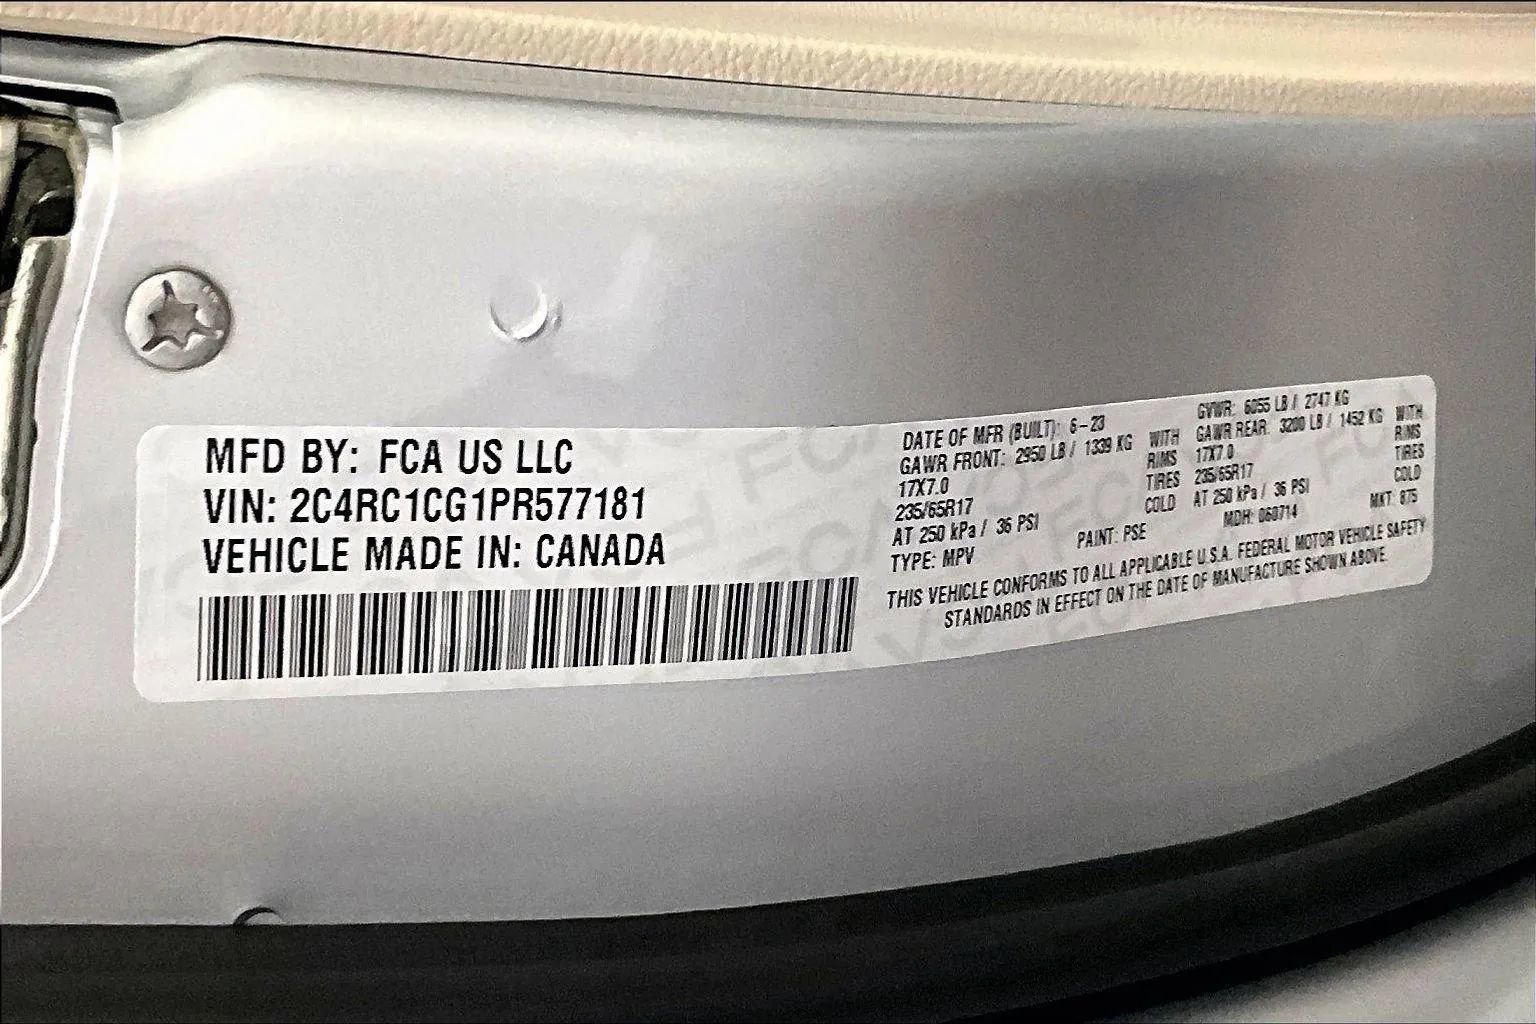 MFD BY: FCA US LLC
VIN: 2C4RC1CG1PR577181
VEHICLE MADE IN: CANADA
DATE OF MFR (BUILT): 6-23 GVWR: 6055 LB / 2747 KG
GAWR FRONT: 2950 LB / 1339 KG WITH GAWR REAR: 3200 LB / 1452 KG WITH
17X7.0 RIMS 17X7.0 RIMS
235/65R17 TIRES 235/65R17 TIRES
AT 250 kPa / 36 PSI COLD AT 250 kPa / 36 PSI COLD
TYPE: MPV PAINT: PSE MDH: 060714 MKT: 875
THIS VEHICLE CONFORMS TO ALL APPLICABLE U.S.A. FEDERAL MOTOR VEHICLE SAFETY
STANDARDS IN EFFECT ON THE DATE OF MANUFACTURE SHOWN ABOVE.